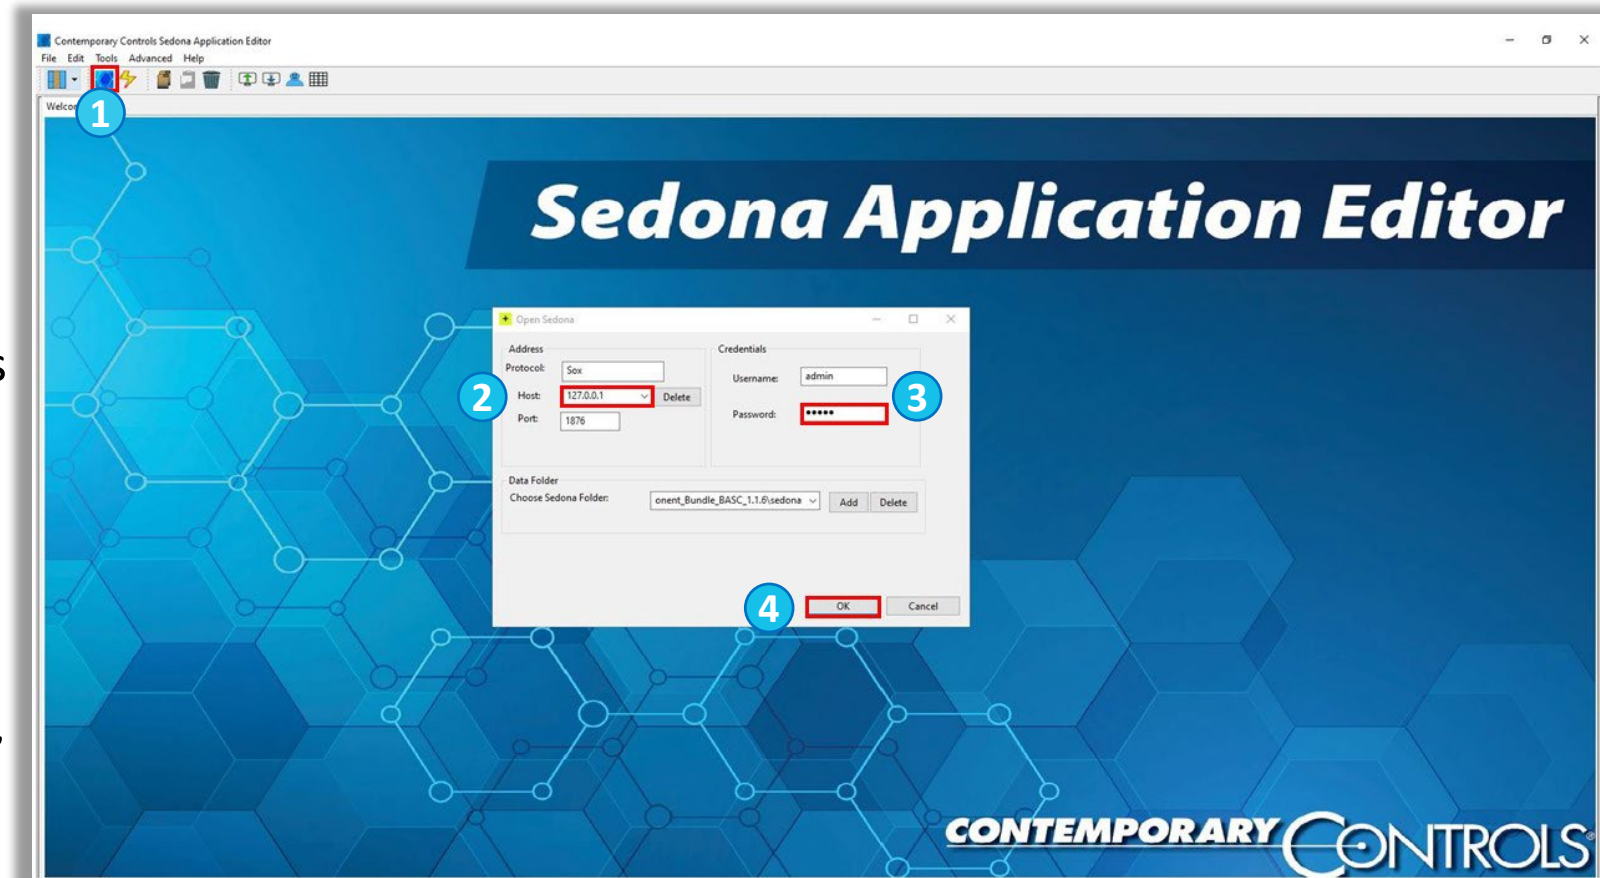 Contemporary Controls Sedona Application Editor
File Edit Tools Advanced Help
1
Sedona Application Editor
Open Sedona
Address
Credentials
Protocol:
Sox
Username:
admin
s
2
Host:
127.0.0.1
Delete
3
Port:
1876
Password:
•••••
Data Folder
Choose Sedona Folder:
onent_Bundle_BASC_1.1.6\sedona
Add
Delete
4
OK
Cancel
,
CONTEMPORARY CONTROLS®